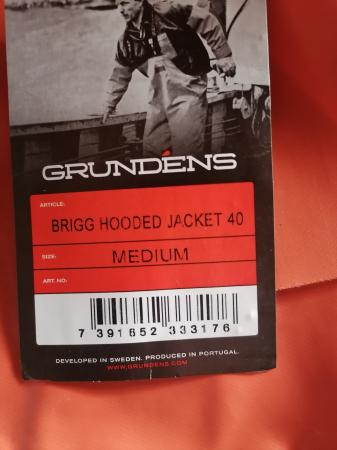 GRUNDÉNS
ARTICLE:
BRIGG HOODED JACKET 40
SIZE:
MEDIUM
ART. NO:
7 391652 333176
DEVELOPED IN SWEDEN. PRODUCED IN PORTUGAL.
WWW.GRUNDENS.COM